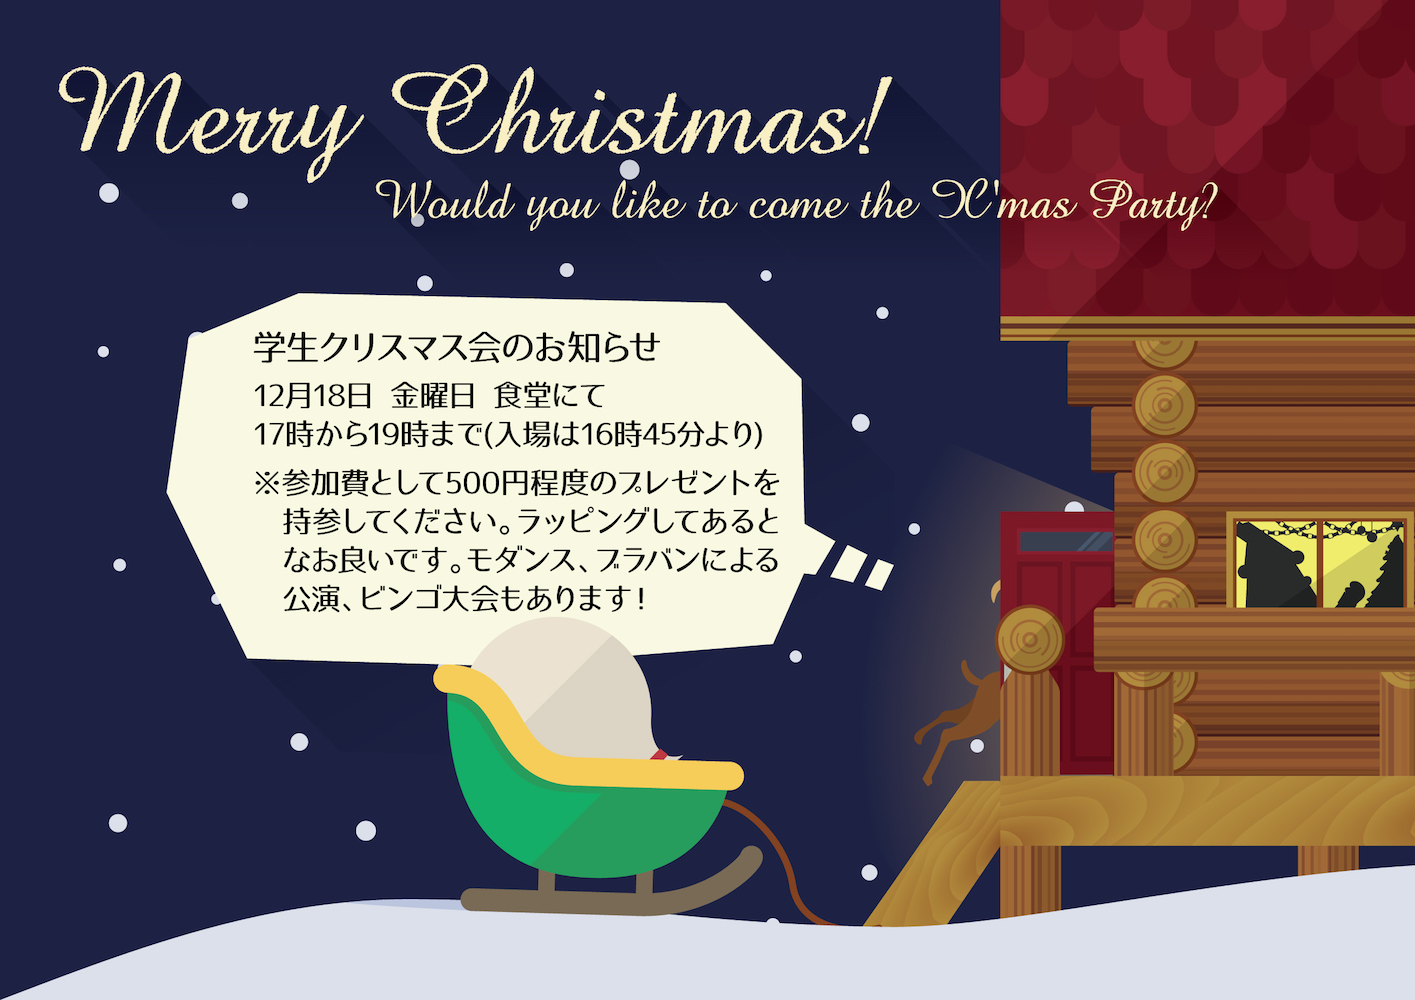 Merry Christmas!
Would you like to come the X'mas Party?
学生クリスマス会のお知らせ
12月18日 金曜日 食堂にて
17時から19時まで(入場は16時45分より)
※参加費として500円程度のプレゼントを
持参してください。ラッピングしてあると
なお良いです。モダンス、ブラバンによる
公演、ビンゴ大会もあります！